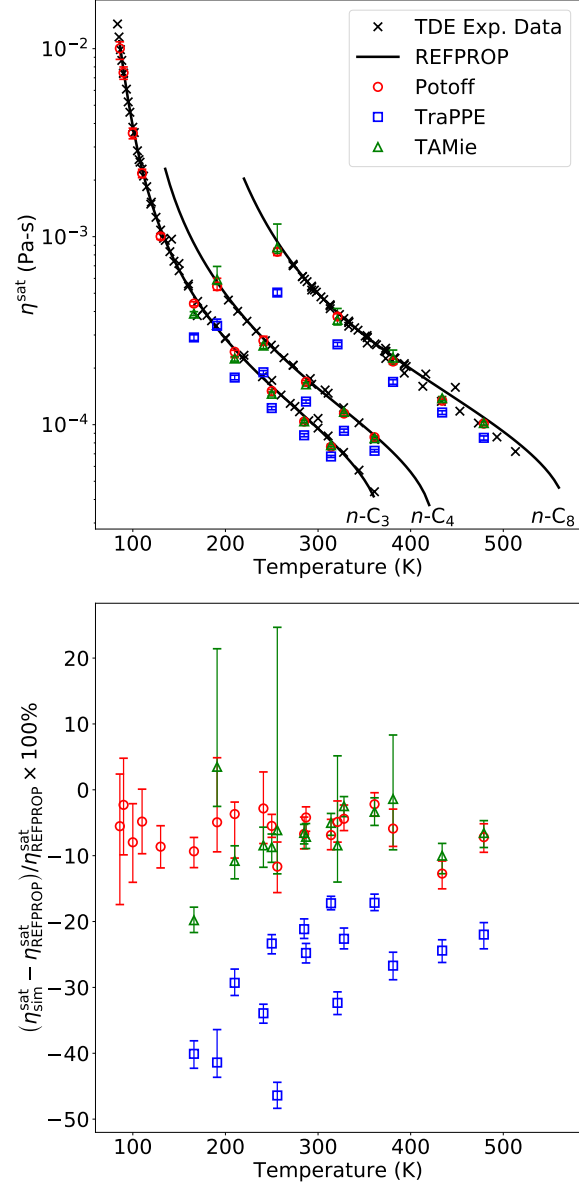 10⁻²
10⁻³
10⁻⁴
η^sat (Pa-s)
× TDE Exp. Data
REFPROP
Potoff
TraPPE
TAMie
n-C₃
n-C₄
n-C₈
100 200 300 400 500
Temperature (K)
20
10
0
−10
−20
−30
−40
−50
(η^sat_sim − η^sat_REFPROP)/η^sat_REFPROP × 100%
100 200 300 400 500
Temperature (K)